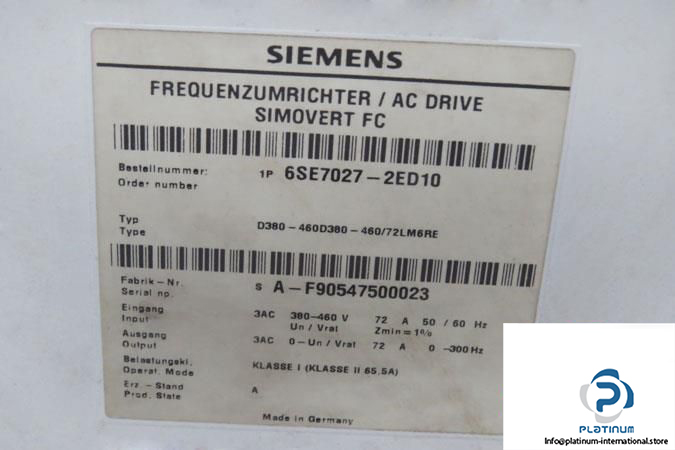 SIEMENS
FREQUENZUMRICHTER / AC DRIVE
SIMOVERT FC
Bestellnummer:
Order number
1P 6SE7027-2ED10
Typ
Type
D380-460D380-460/72LM6RE
Fabrik-Nr.
Serial np.
S A-F90547500023
Eingang
Input
3AC 380-460 V 72 A 50 / 60 Hz
Un / Vrat Zmin = 1%
Ausgang
Output
3AC 0-Un / Vrat 72 A 0-300Hz
Belastungskl.
Operat. Mode
KLASSE I (KLASSE II 65,5A)
Erz.-Stand
Prod. State
A
Made in Germany
PLATINUM
Info@platinum-international.store